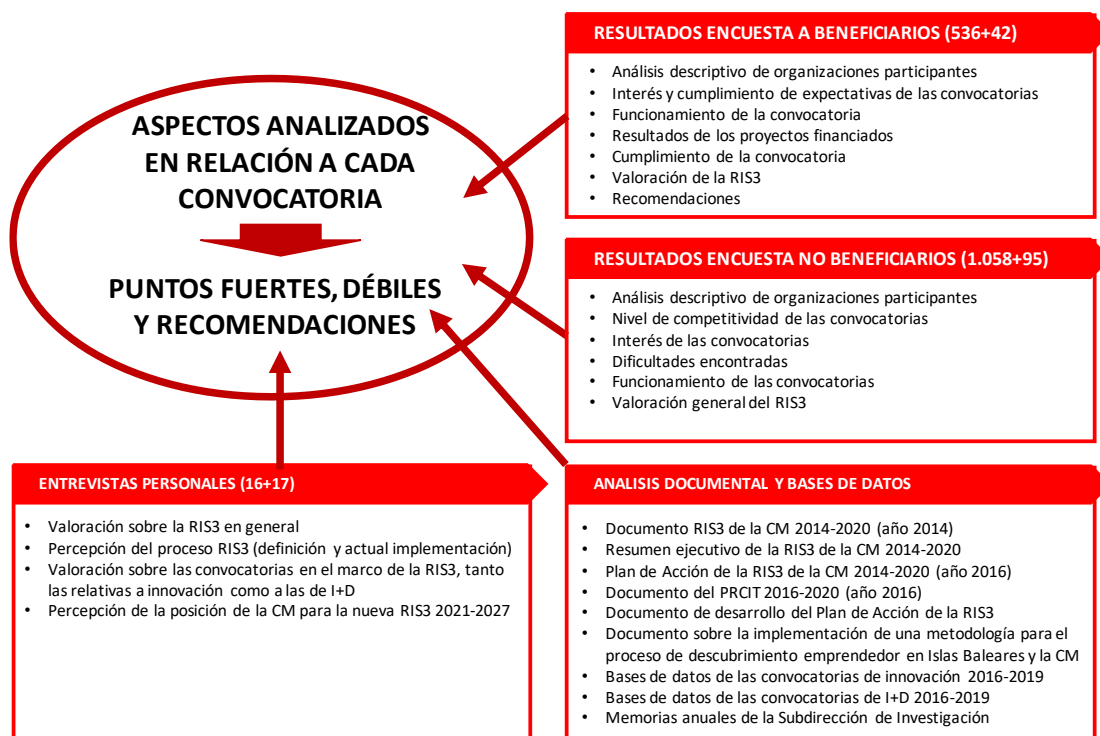 ASPECTOS ANALIZADOS
EN RELACIÓN A CADA
CONVOCATORIA
PUNTOS FUERTES, DÉBILES
Y RECOMENDACIONES
RESULTADOS ENCUESTA A BENEFICIARIOS (536+42)
• Análisis descriptivo de organizaciones participantes
• Interés y cumplimiento de expectativas de las convocatorias
• Funcionamiento de la convocatoria
• Resultados de los proyectos financiados
• Cumplimiento de la convocatoria
• Valoración de la RIS3
• Recomendaciones
RESULTADOS ENCUESTA NO BENEFICIARIOS (1.058+95)
• Análisis descriptivo de organizaciones participantes
• Nivel de competitividad de las convocatorias
• Interés de las convocatorias
• Dificultades encontradas
• Funcionamiento de las convocatorias
• Valoración general del RIS3
ENTREVISTAS PERSONALES (16+17)
• Valoración sobre la RIS3 en general
• Percepción del proceso RIS3 (definición y actual implementación)
• Valoración sobre las convocatorias en el marco de la RIS3, tanto
las relativas a innovación como a las de I+D
• Percepción de la posición de la CM para la nueva RIS3 2021-2027
ANALISIS DOCUMENTAL Y BASES DE DATOS
• Documento RIS3 de la CM 2014-2020 (año 2014)
• Resumen ejecutivo de la RIS3 de la CM 2014-2020
• Plan de Acción de la RIS3 de la CM 2014-2020 (año 2016)
• Documento del PRCIT 2016-2020 (año 2016)
• Documento de desarrollo del Plan de Acción de la RIS3
• Documento sobre la implementación de una metodología para el
proceso de descubrimiento emprendedor en Islas Baleares y la CM
• Bases de datos de las convocatorias de innovación 2016-2019
• Bases de datos de las convocatorias de I+D 2016-2019
• Memorias anuales de la Subdirección de Investigación